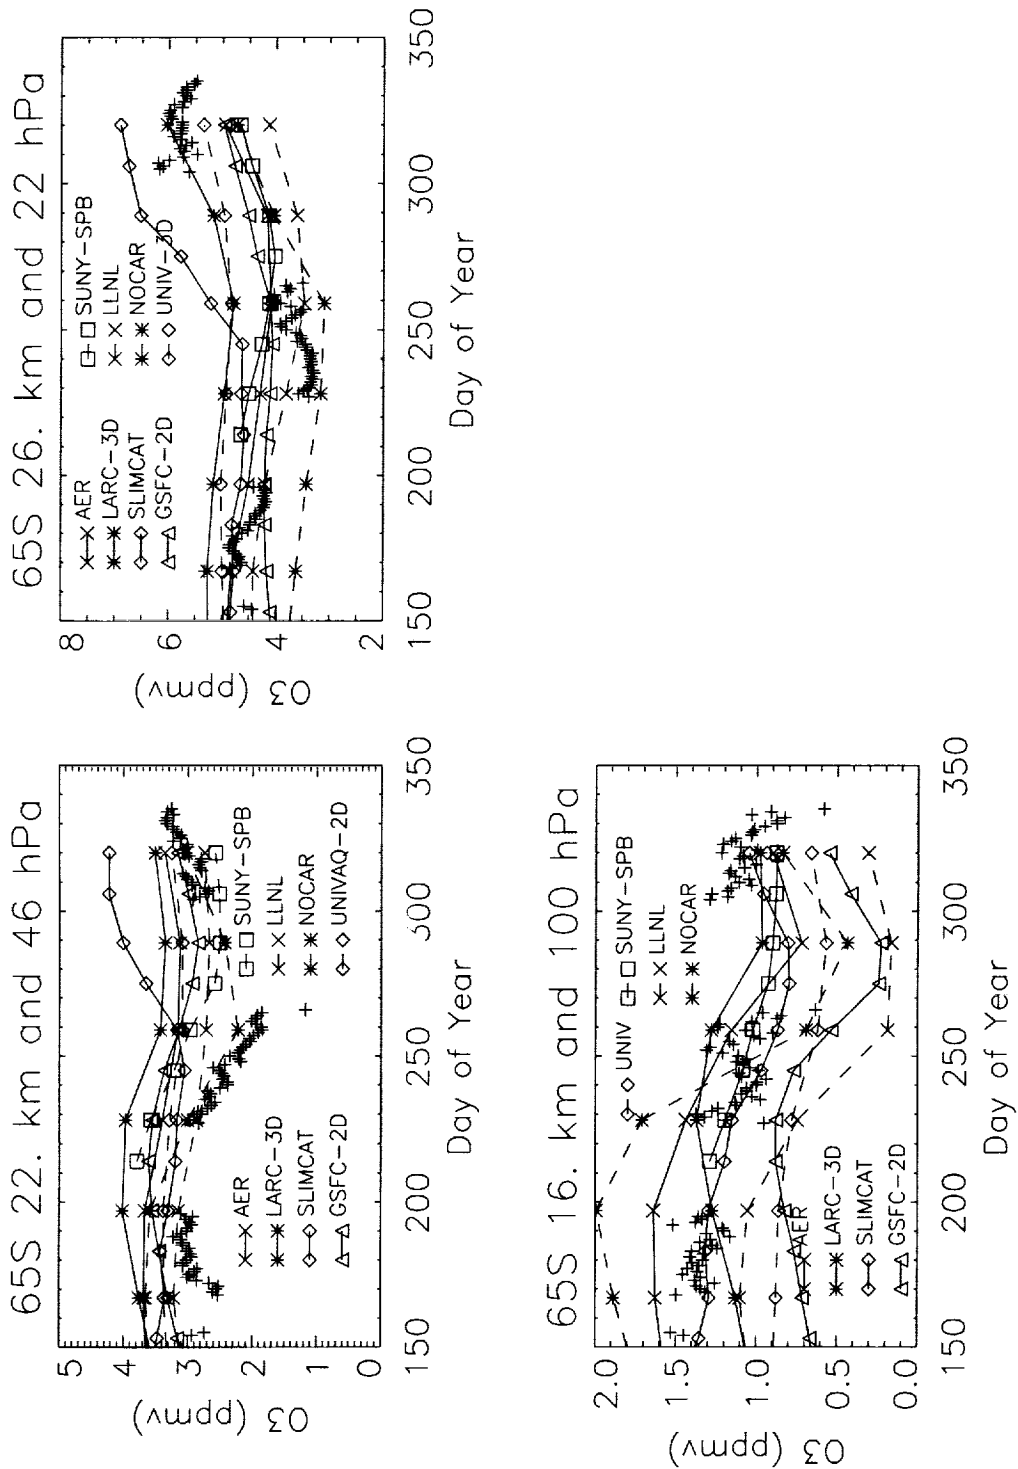 65S 22. km and 46 hPa
O3 (ppmv)
5
4
3
2
1
0
AER
LARC-3D
SLIMCAT
GSFC-2D
SUNY-SPB
LLNL
NOCAR
UNIVAQ-2D
150
200
250
300
350
Day of Year
65S 26. km and 22 hPa
O3 (ppmv)
8
6
4
2
AER
LARC-3D
SLIMCAT
GSFC-2D
SUNY-SPB
LLNL
NOCAR
UNIV-3D
150
200
250
300
350
Day of Year
65S 16. km and 100 hPa
O3 (ppmv)
2.0
1.5
1.0
0.5
0.0
AER
LARC-3D
SLIMCAT
GSFC-2D
UNIV
SUNY-SPB
LLNL
NOCAR
150
200
250
300
350
Day of Year